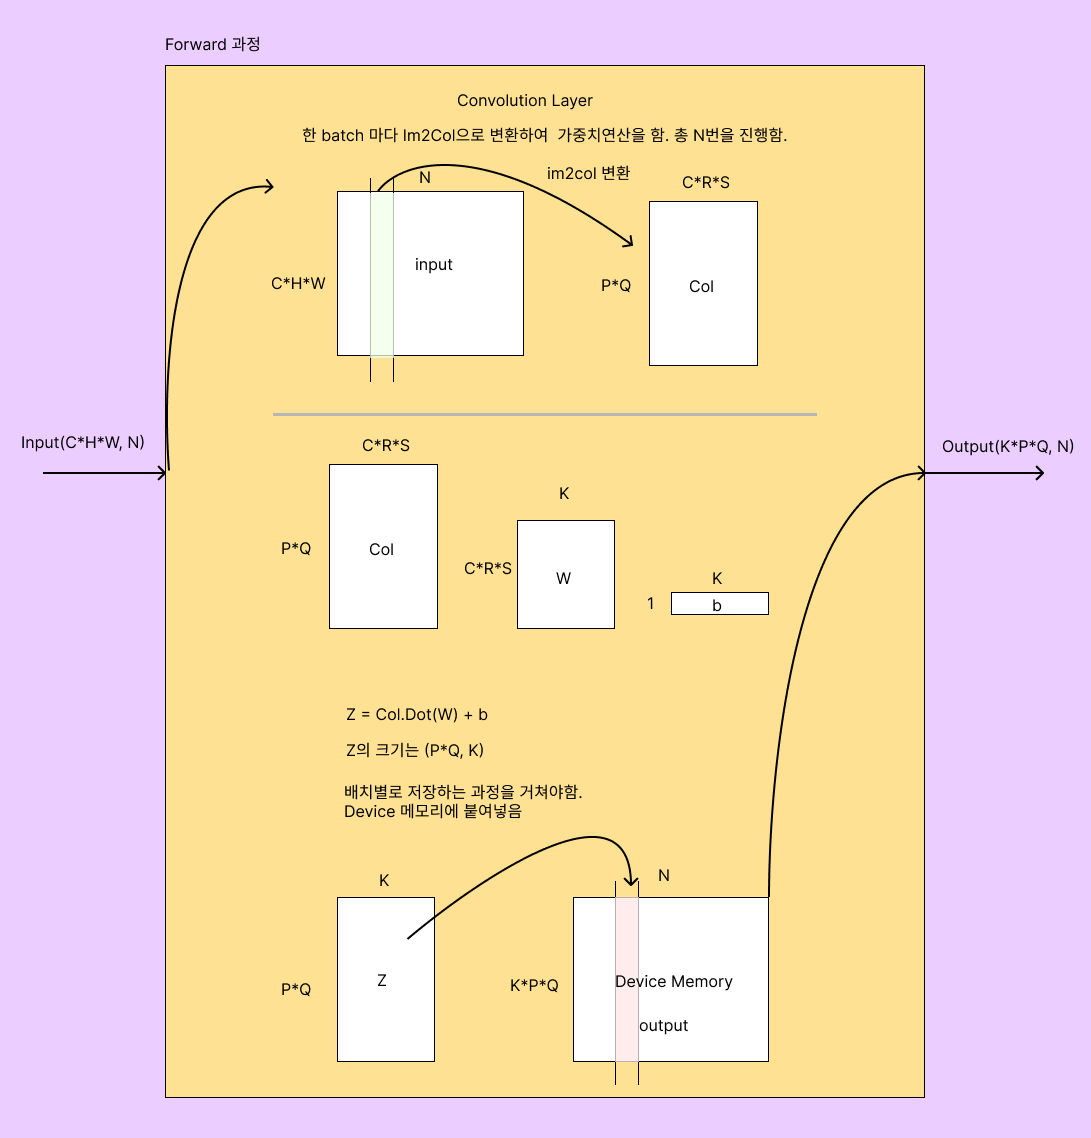 Forward 과정
Convolution Layer
한 batch 마다 Im2Col으로 변환하여  가중치연산을 함. 총 N번을 진행함.
N
im2col 변환
C*R*S
input
C*H*W
P*Q
Col
Input(C*H*W, N)
Output(K*P*Q, N)
C*R*S
K
P*Q
Col
C*R*S
W
K
1
b
Z = Col.Dot(W) + b
Z의 크기는 (P*Q, K)
배치별로 저장하는 과정을 거쳐야함.
Device 메모리에 붙여넣음
K
N
P*Q
Z
K*P*Q
Device Memory
output